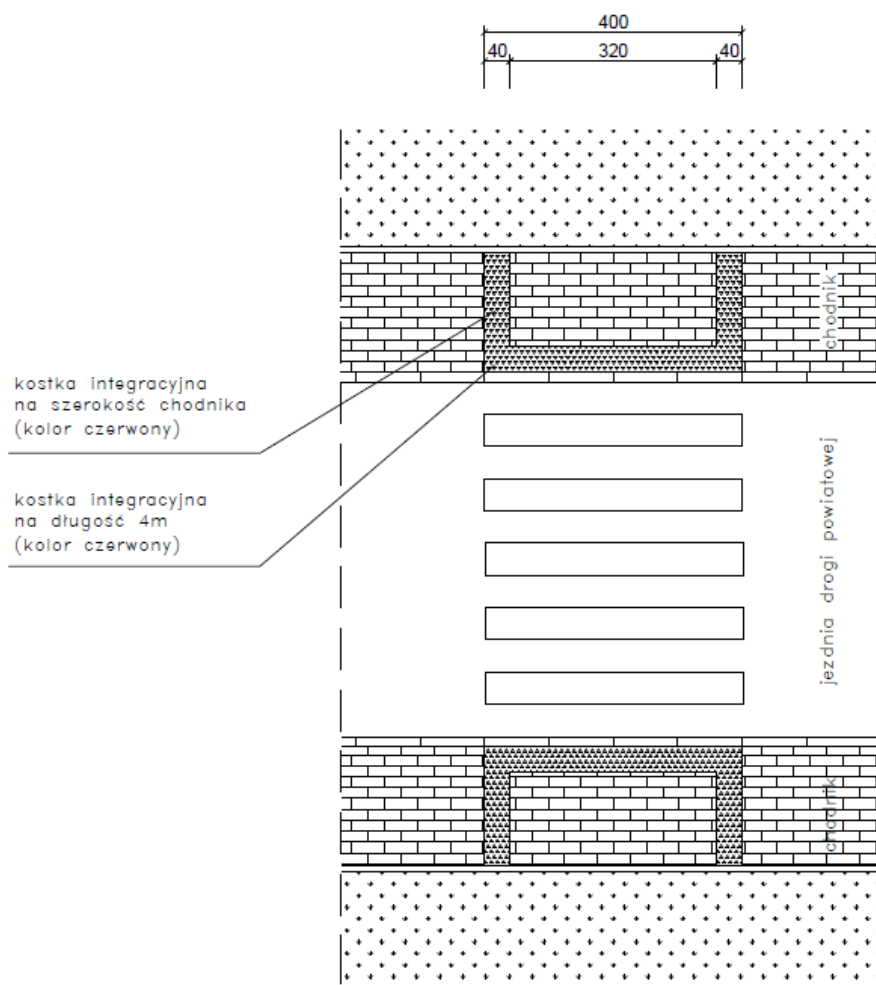 400
40 320 40
chodnik
kostka integracyjna
na szerokość chodnika
(kolor czerwony)
kostka integracyjna
na długość 4m
(kolor czerwony)
jezdnia drogi powiatowej
chodnik